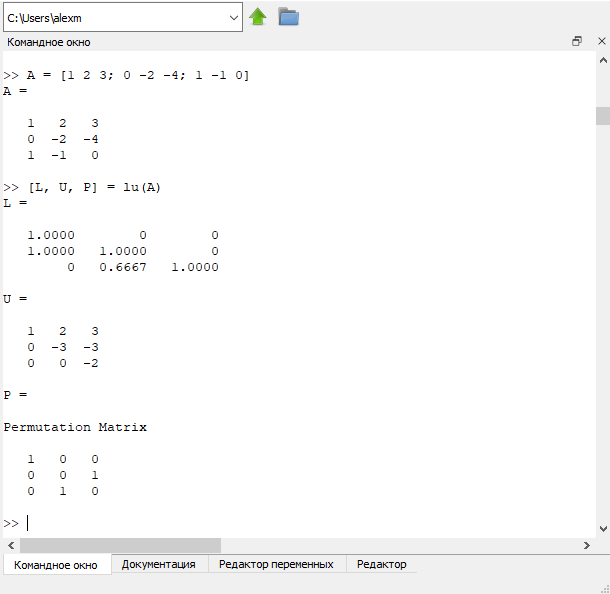 C:\Users\alexm
Командное окно
>> A = [1 2 3; 0 -2 -4; 1 -1 0]
A =
1 2 3
0 -2 -4
1 -1 0
>> [L, U, P] = lu(A)
L =
1.0000 0 0
1.0000 1.0000 0
0 0.6667 1.0000
U =
1 2 3
0 -3 -3
0 0 -2
P =
Permutation Matrix
1 0 0
0 0 1
0 1 0
>>
Командное окно Документация Редактор переменных Редактор